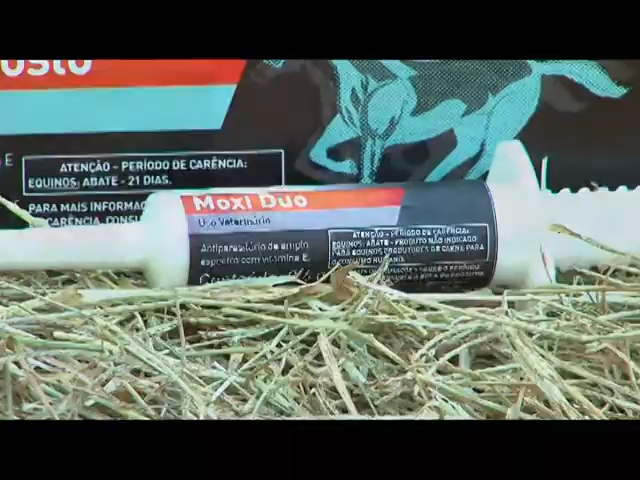 usto
E
ATENÇÃO - PERÍODO DE CARÊNCIA:
EQUINOS: ABATE - 21 DIAS.
PARA MAIS INFORMAÇ
CARÊNCIA, CONSU
Moxi Duo
Uso Veterinário
Antiparasitário de amplo
espectro com vitamina E
ATENÇÃO - PERÍODO DE CARÊNCIA:
EQUINOS: ABATE - PRODUTO NÃO INDICADO
PARA EQUINOS PRODUTORES DE CARNE PARA
O CONSUMO HUMANO.